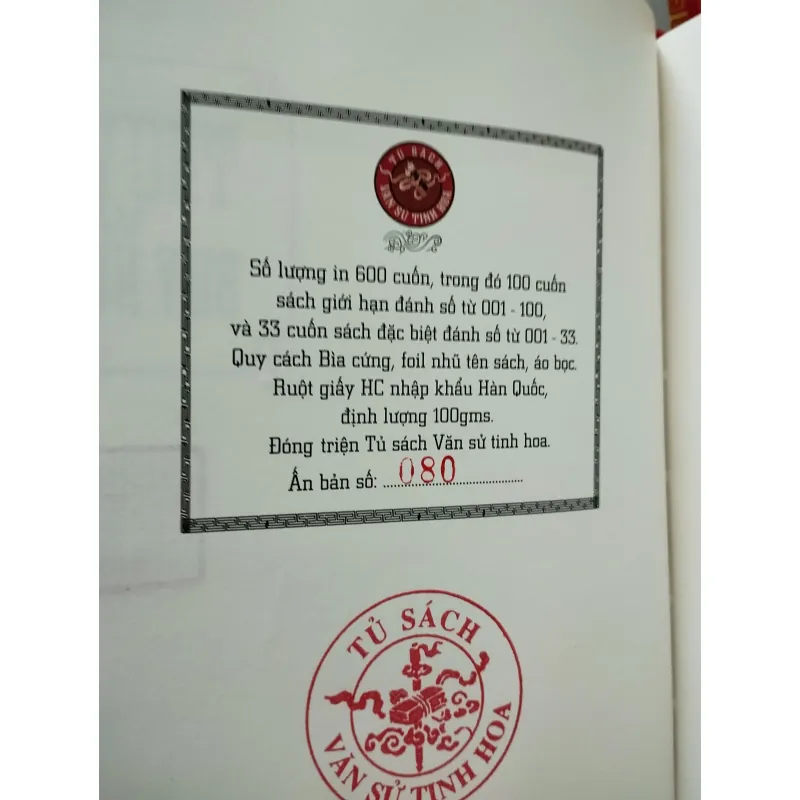 TỦ SÁCH
VĂN SỬ TINH HOA
Số lượng in 600 cuốn, trong đó 100 cuốn
sách giới hạn đánh số từ 001 - 100,
và 33 cuốn sách đặc biệt đánh số từ 001 - 33.
Quy cách Bìa cứng, foil nhũ tên sách, áo bọc.
Ruột giấy HC nhập khẩu Hàn Quốc,
định lượng 100gms.
Đóng triện Tủ sách Văn sử tinh hoa.
Ấn bản số: 080
TỦ SÁCH
VĂN SỬ TINH HOA